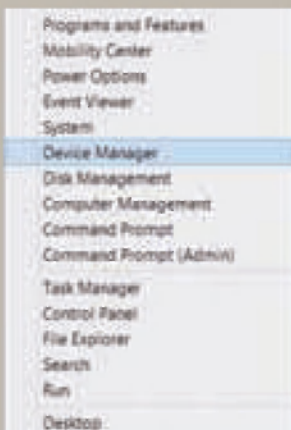 Programs and Features
Mobility Center
Power Options
Event Viewer
System
Device Manager
Disk Management
Computer Management
Command Prompt
Command Prompt (Admin)
Task Manager
Control Panel
File Explorer
Search
Run
Desktop